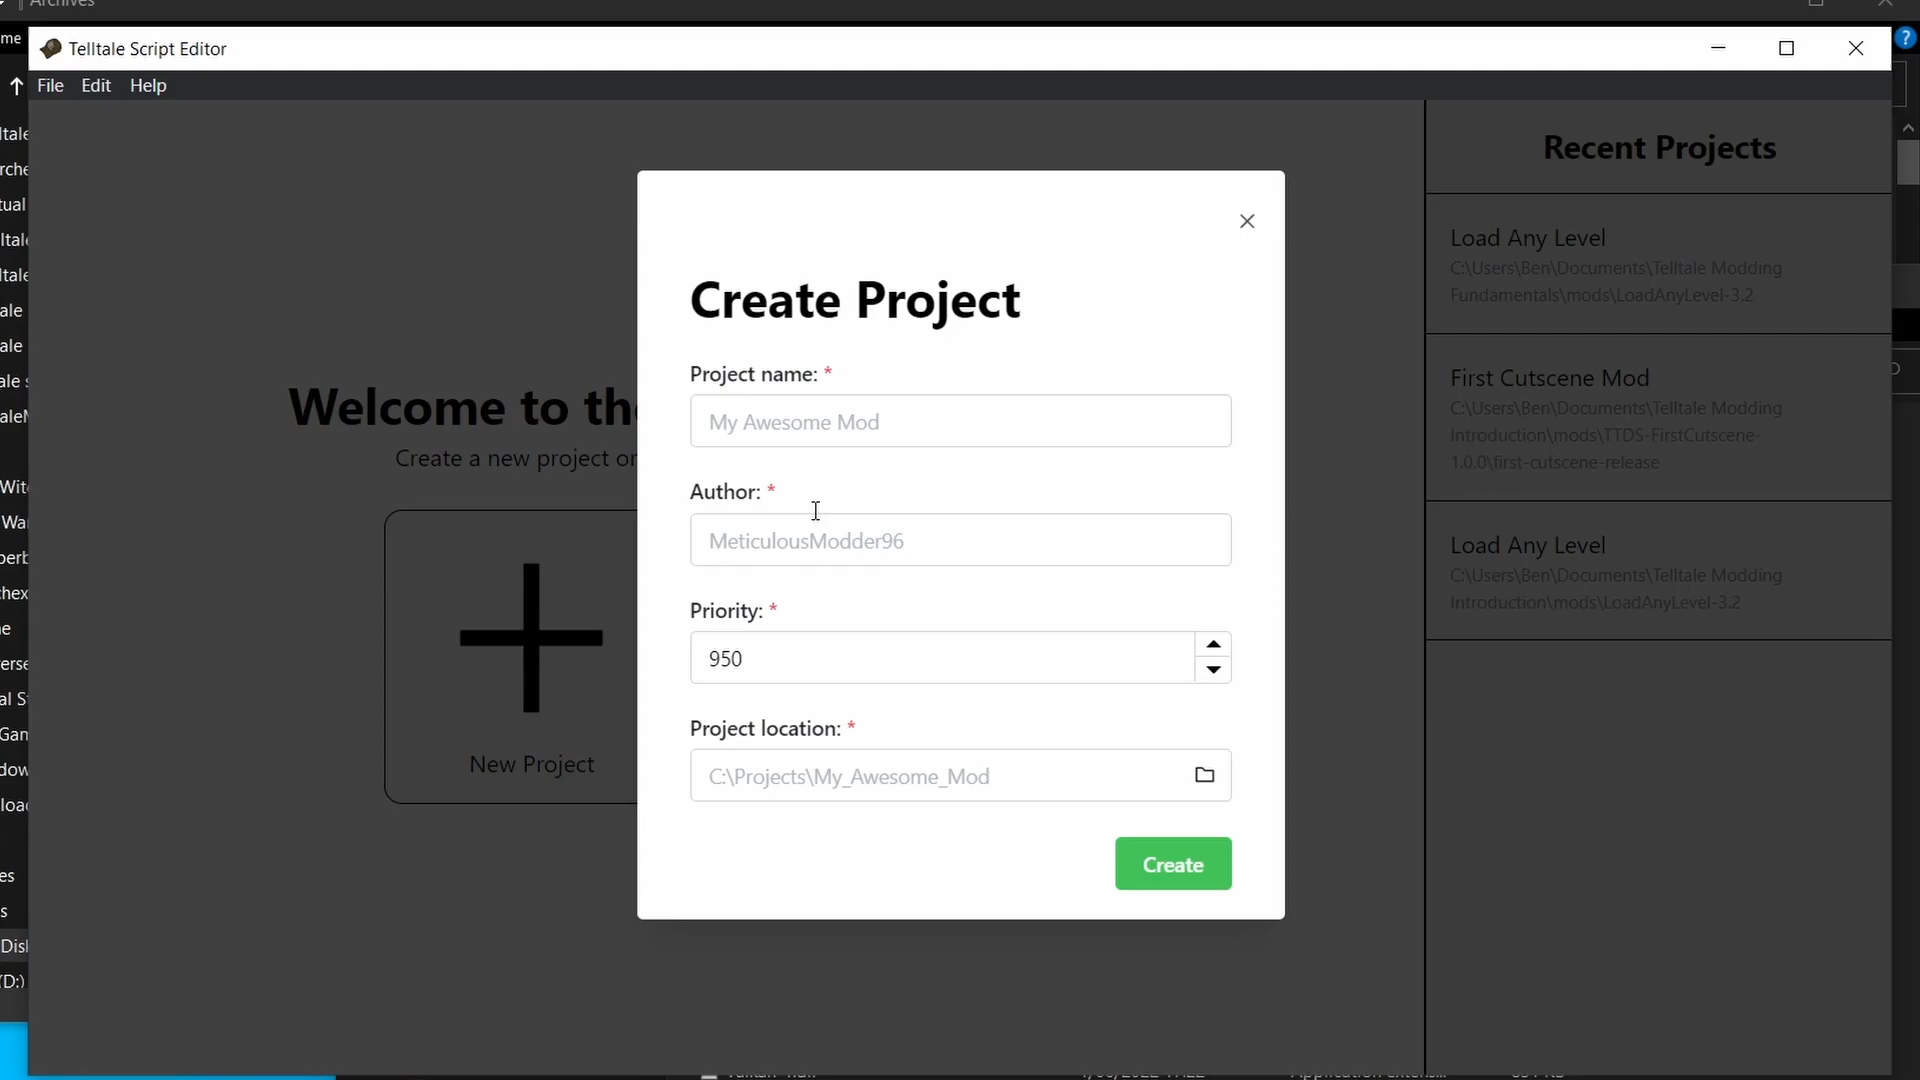 Archives
Telltale Script Editor
File Edit Help
Recent Projects
Load Any Level
C:\Users\Ben\Documents\Telltale Modding
Fundamentals\mods\LoadAnyLevel-3.2
First Cutscene Mod
C:\Users\Ben\Documents\Telltale Modding
Introduction\mods\TTDS-FirstCutscene-
1.0.0\first-cutscene-release
Load Any Level
C:\Users\Ben\Documents\Telltale Modding
Introduction\mods\LoadAnyLevel-3.2
Welcome to the
Create a new project or
New Project
Create Project
Project name: *
My Awesome Mod
Author: *
MeticulousModder96
Priority: *
950
Project location: *
C:\Projects\My_Awesome_Mod
Create
(D:)